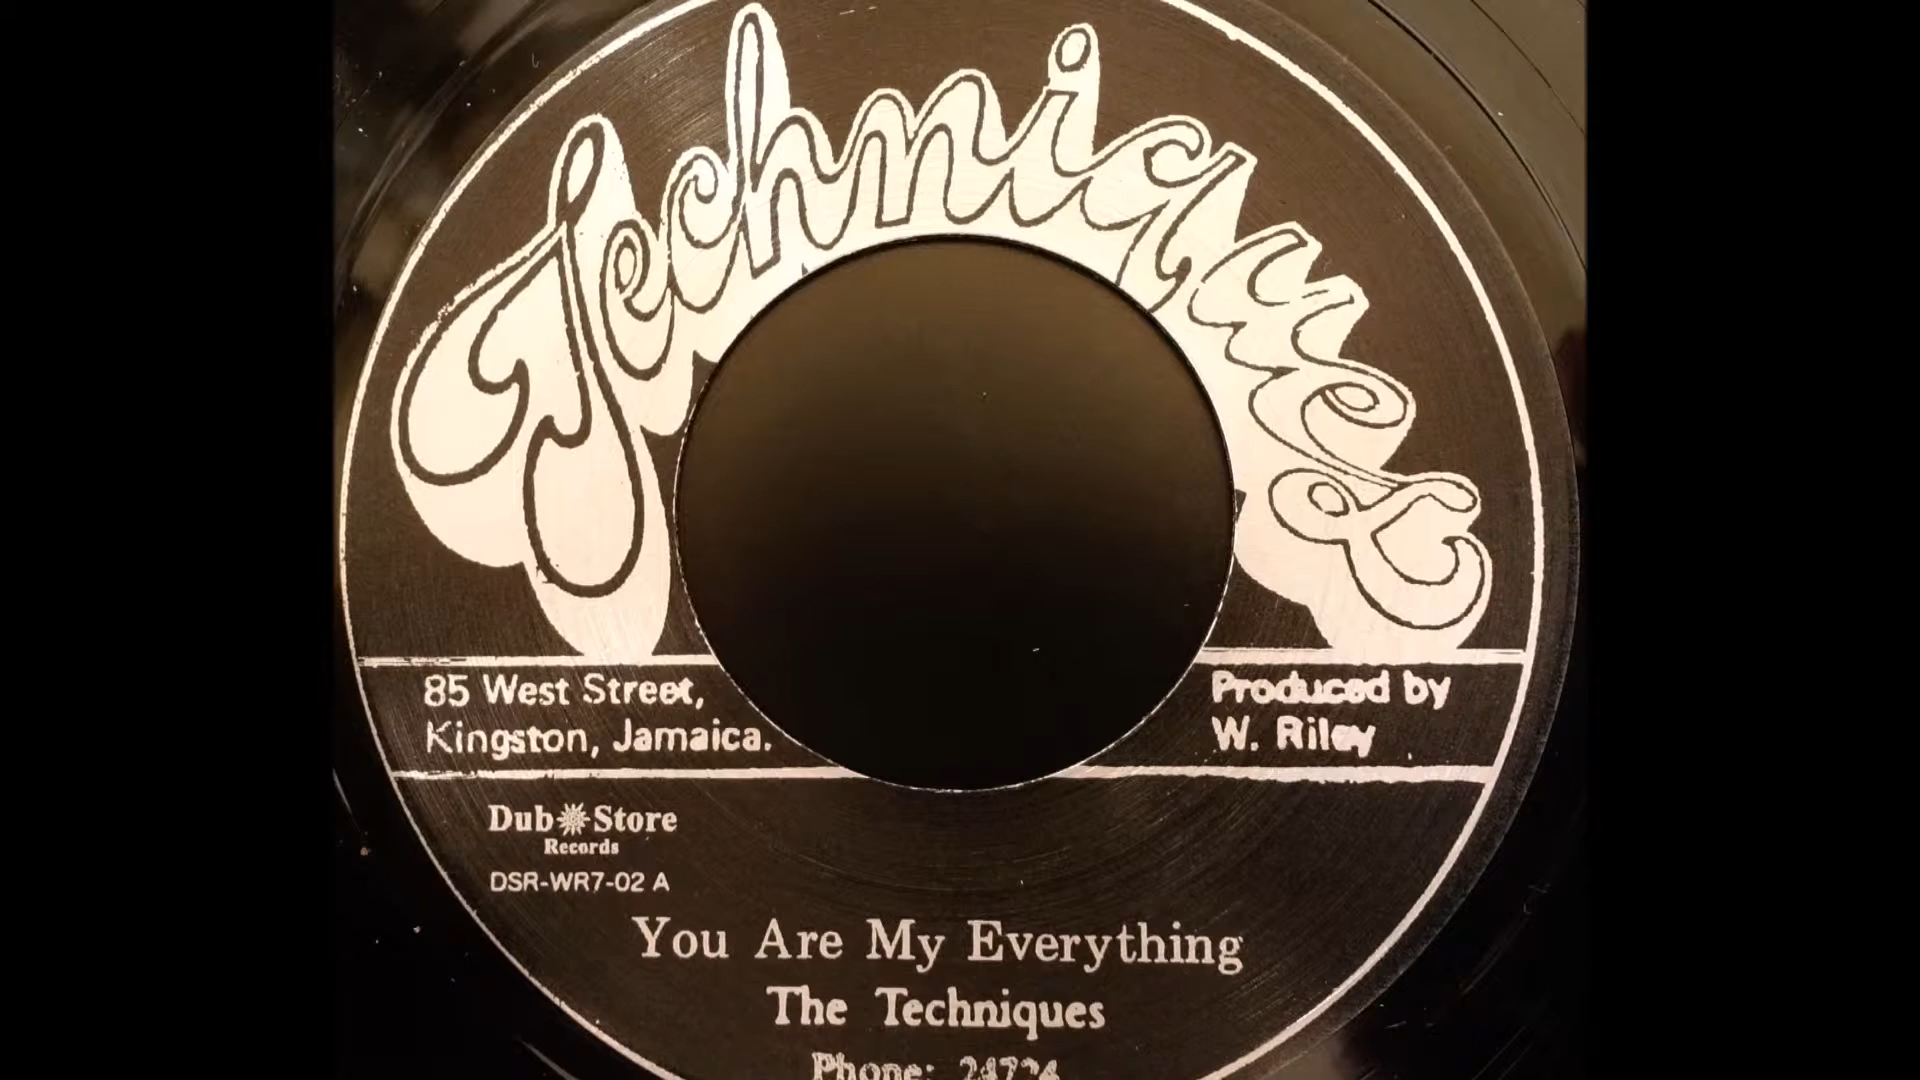 Techniques
85 West Street,
Kingston, Jamaica.
Produced by
W. Riley
Dub Store
Records
DSR-WR7-02 A
You Are My Everything
The Techniques
Phone: